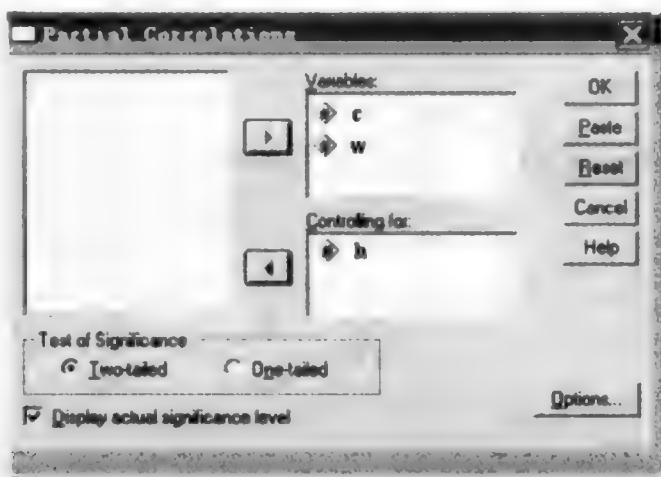 Partial Correlations
Variables:
c
w
Controlling for:
h
OK
Paste
Reset
Cancel
Help
Test of Significance
Two-tailed
One-tailed
Display actual significance level
Options...